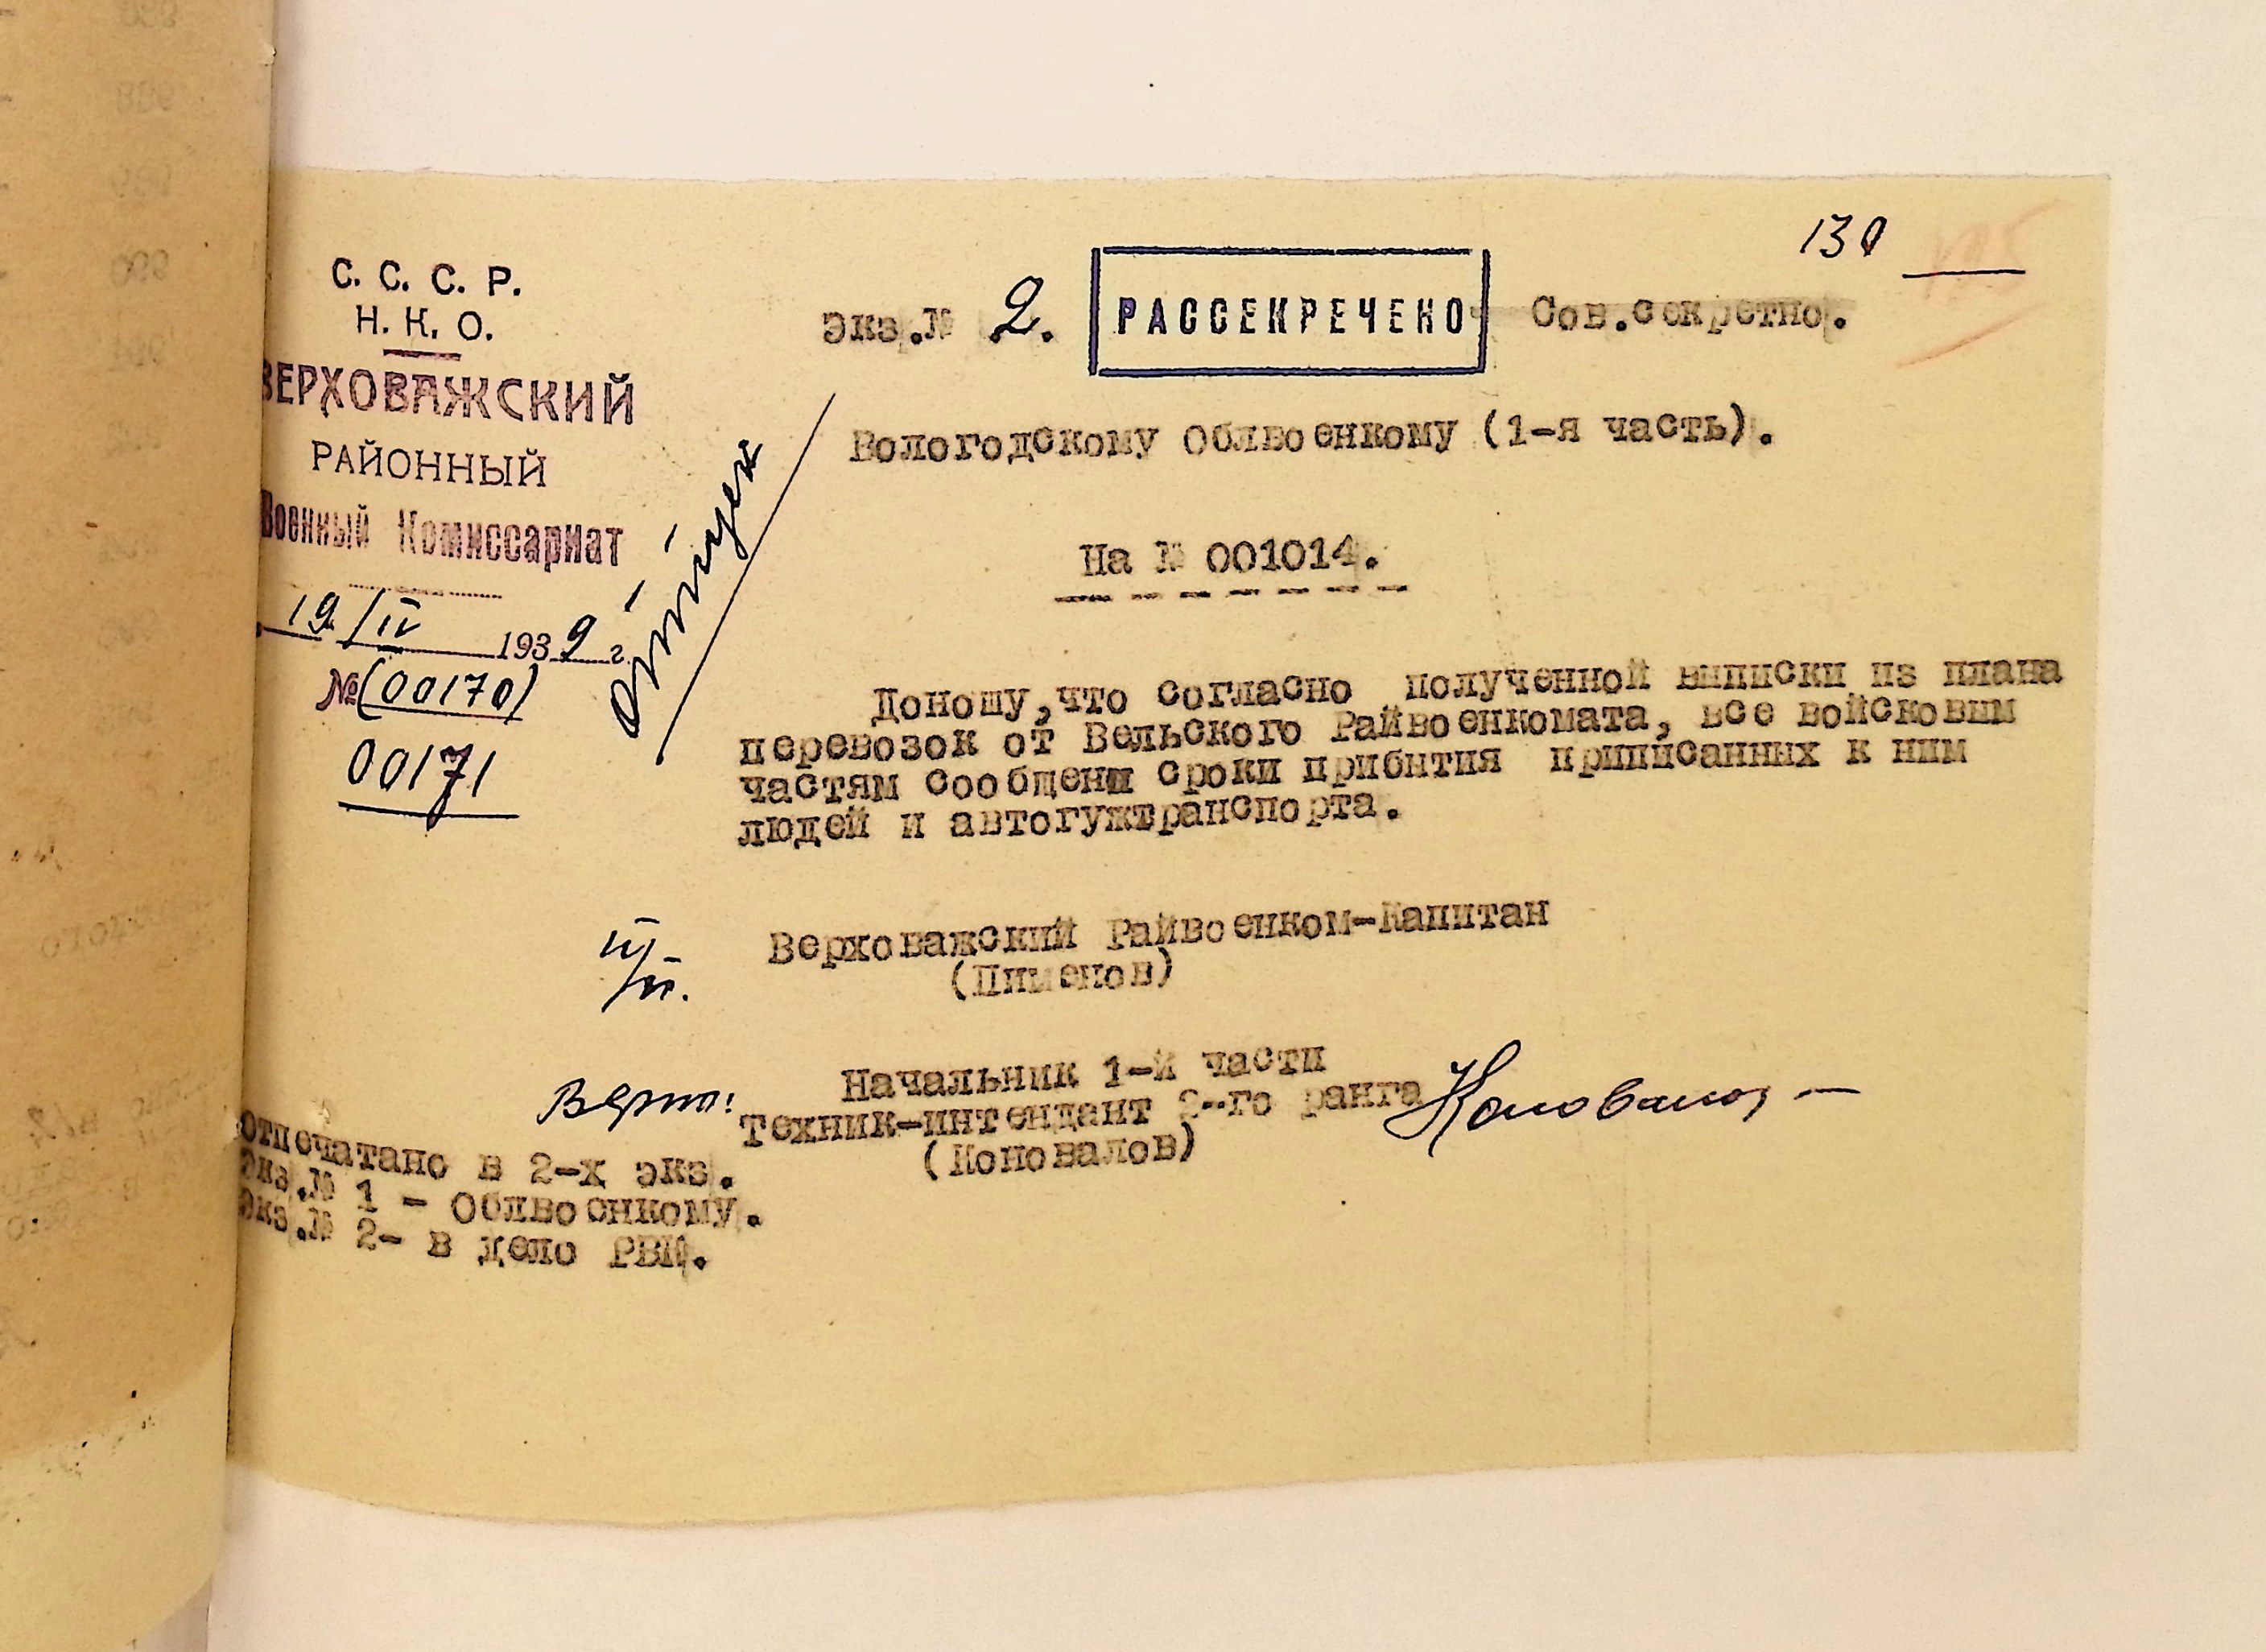 130
С. С. С. Р.
Н. К. О.
ВЕРХОВАЖСКИЙ
РАЙОННЫЙ
Военный Комиссариат
19/IV 1939 г.
№(00170)
00171
отпуск
Экз.№ 2.
РАССЕКРЕЧЕНО
Сов.секретно.
Вологодскому Облвоенкому (1-я часть).
На № 001014.
Доношу,что согласно полученной выписки из плана
перевозок от Вельского Райвоенкомата, все войсковым
частям сообщены сроки прибытия приписанных к ним
людей и автогужтранспорта.
п/п.
Верховажский Райвоенком-Капитан
(Пименов)
Верно:
Начальник 1-й части
Техник-интендант 2-го ранга
(Коновалов)
Коновалов
Отпечатано в 2-х экз.
Экз.№ 1 - Облвоенкому.
Экз.№ 2- в дело РВК.